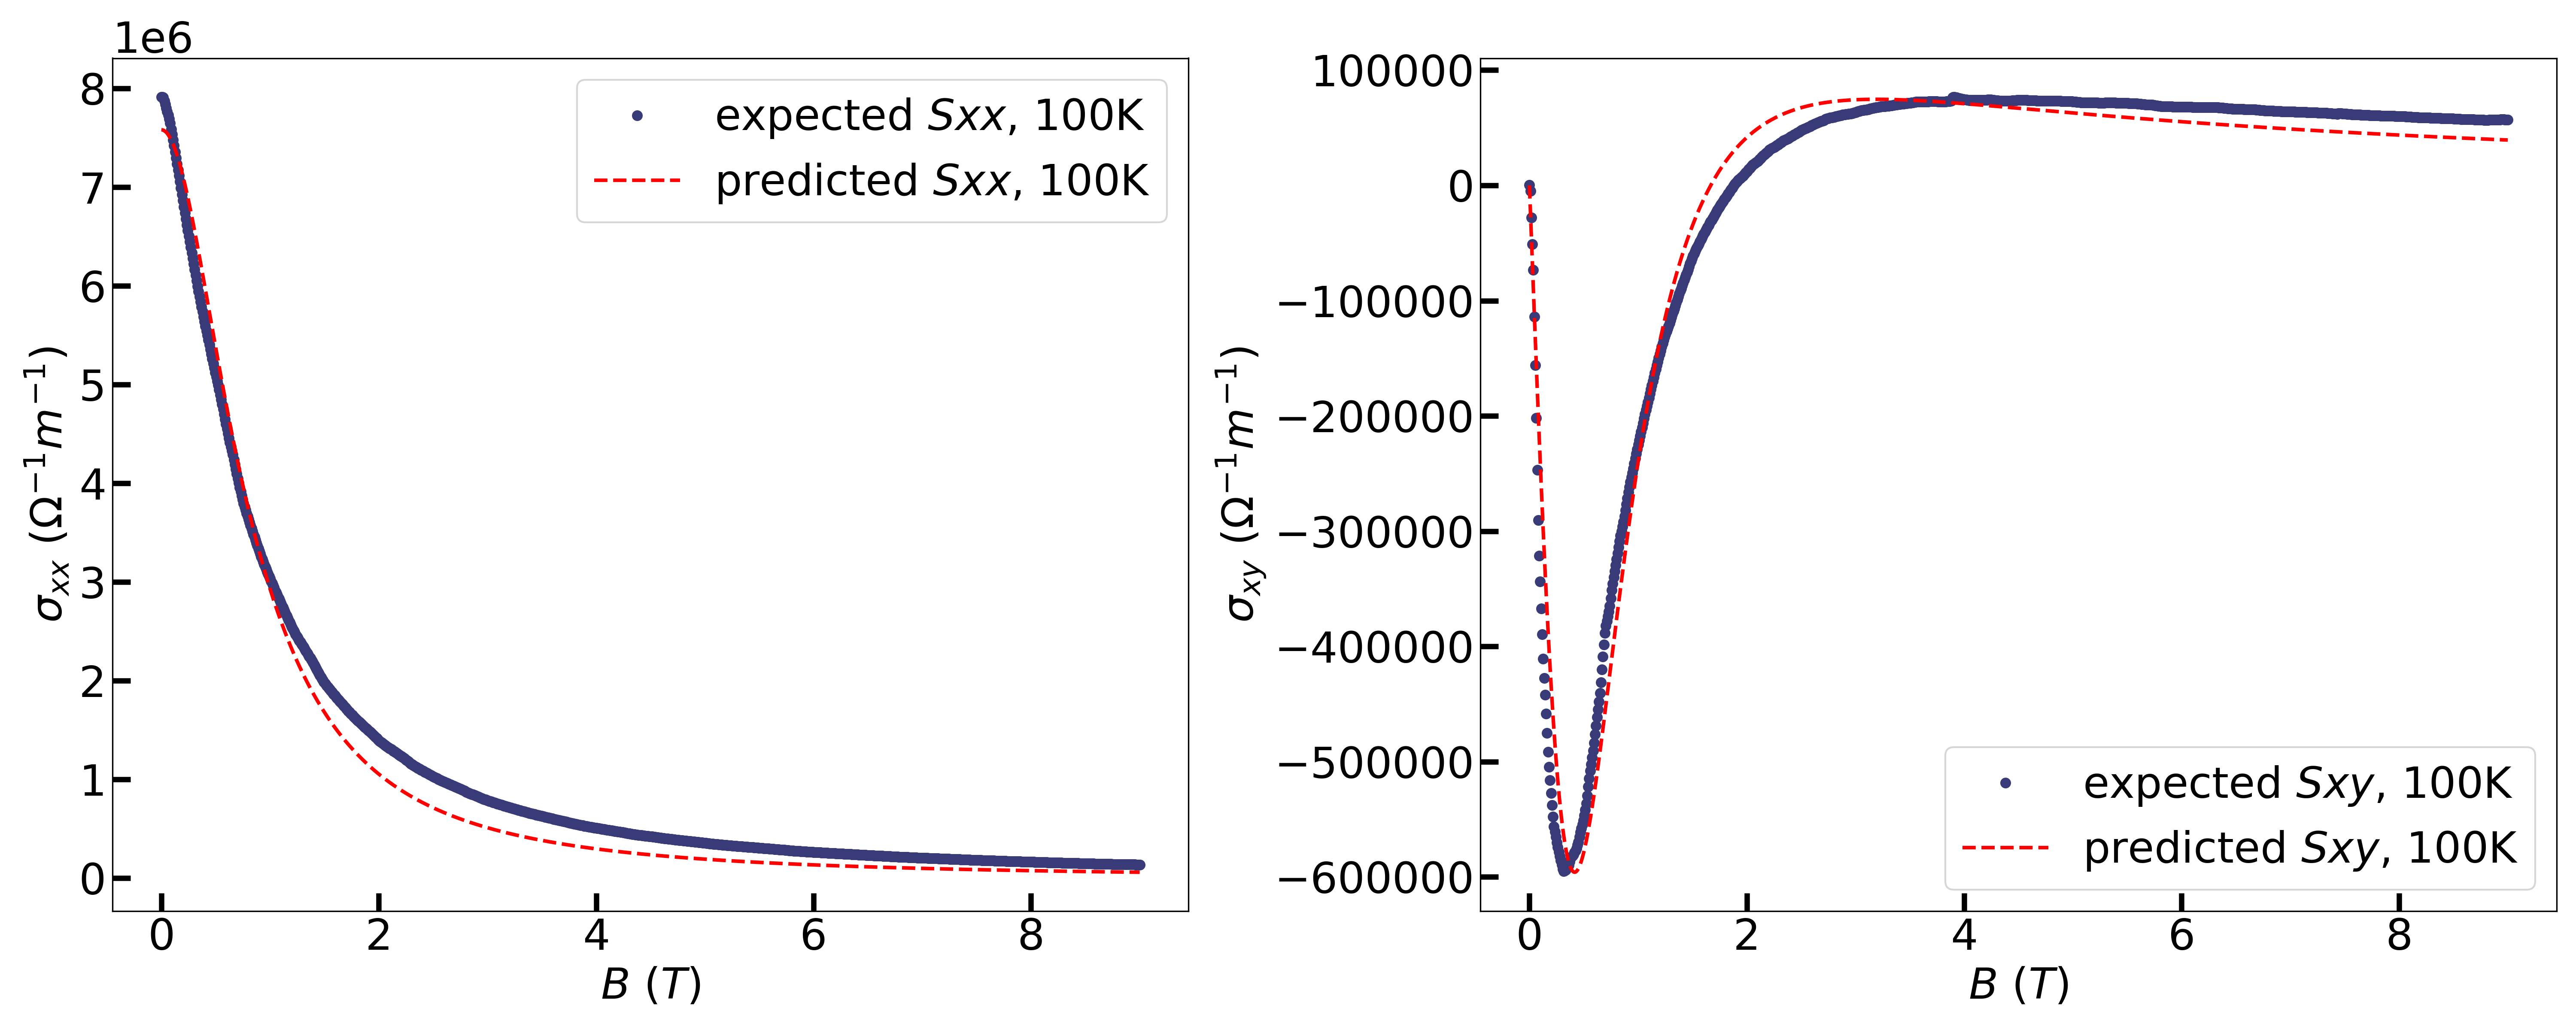 1e6
8
7
6
5
4
3
2
1
0
σxx (Ω⁻¹m⁻¹)
expected Sxx, 100K
predicted Sxx, 100K
0 2 4 6 8
B (T)
100000
0
−100000
−200000
−300000
−400000
−500000
−600000
σxy (Ω⁻¹m⁻¹)
expected Sxy, 100K
predicted Sxy, 100K
0 2 4 6 8
B (T)